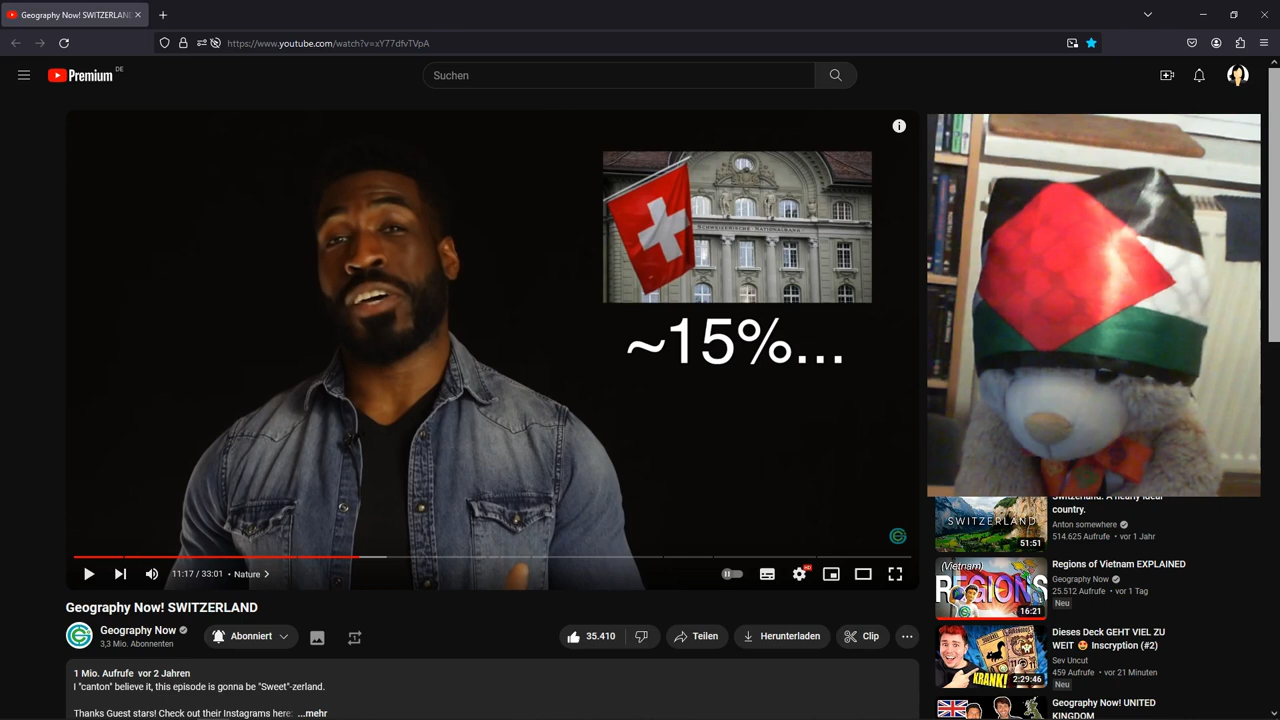 Geography Now! SWITZERLAND
https://www.youtube.com/watch?v=xY77dfvTVpA
Premium
DE
Suchen
SCHWEIZERISCHE NATIONALBANK
~15%...
11:17 / 33:01 • Nature
HD
Geography Now! SWITZERLAND
Geography Now
3,3 Mio. Abonnenten
Abonniert
35.410
Teilen
Herunterladen
Clip
1 Mio. Aufrufe vor 2 Jahren
I "canton" believe it, this episode is gonna be "Sweet"-zerland.
Thanks Guest stars! Check out their Instagrams here: ...mehr
SWITZERLAND
51:51
Switzerland: A nearly ideal
country.
Anton somewhere
514.625 Aufrufe • vor 1 Jahr
(Vietnam)
REGIONS
16:21
Regions of Vietnam EXPLAINED
Geography Now
25.512 Aufrufe • vor 1 Tag
Neu
KRANK!
2:29:46
Dieses Deck GEHT VIEL ZU
WEIT 🤩 Inscryption (#2)
Sev Uncut
459 Aufrufe • vor 21 Minuten
Neu
Geography Now! UNITED
KINGDOM